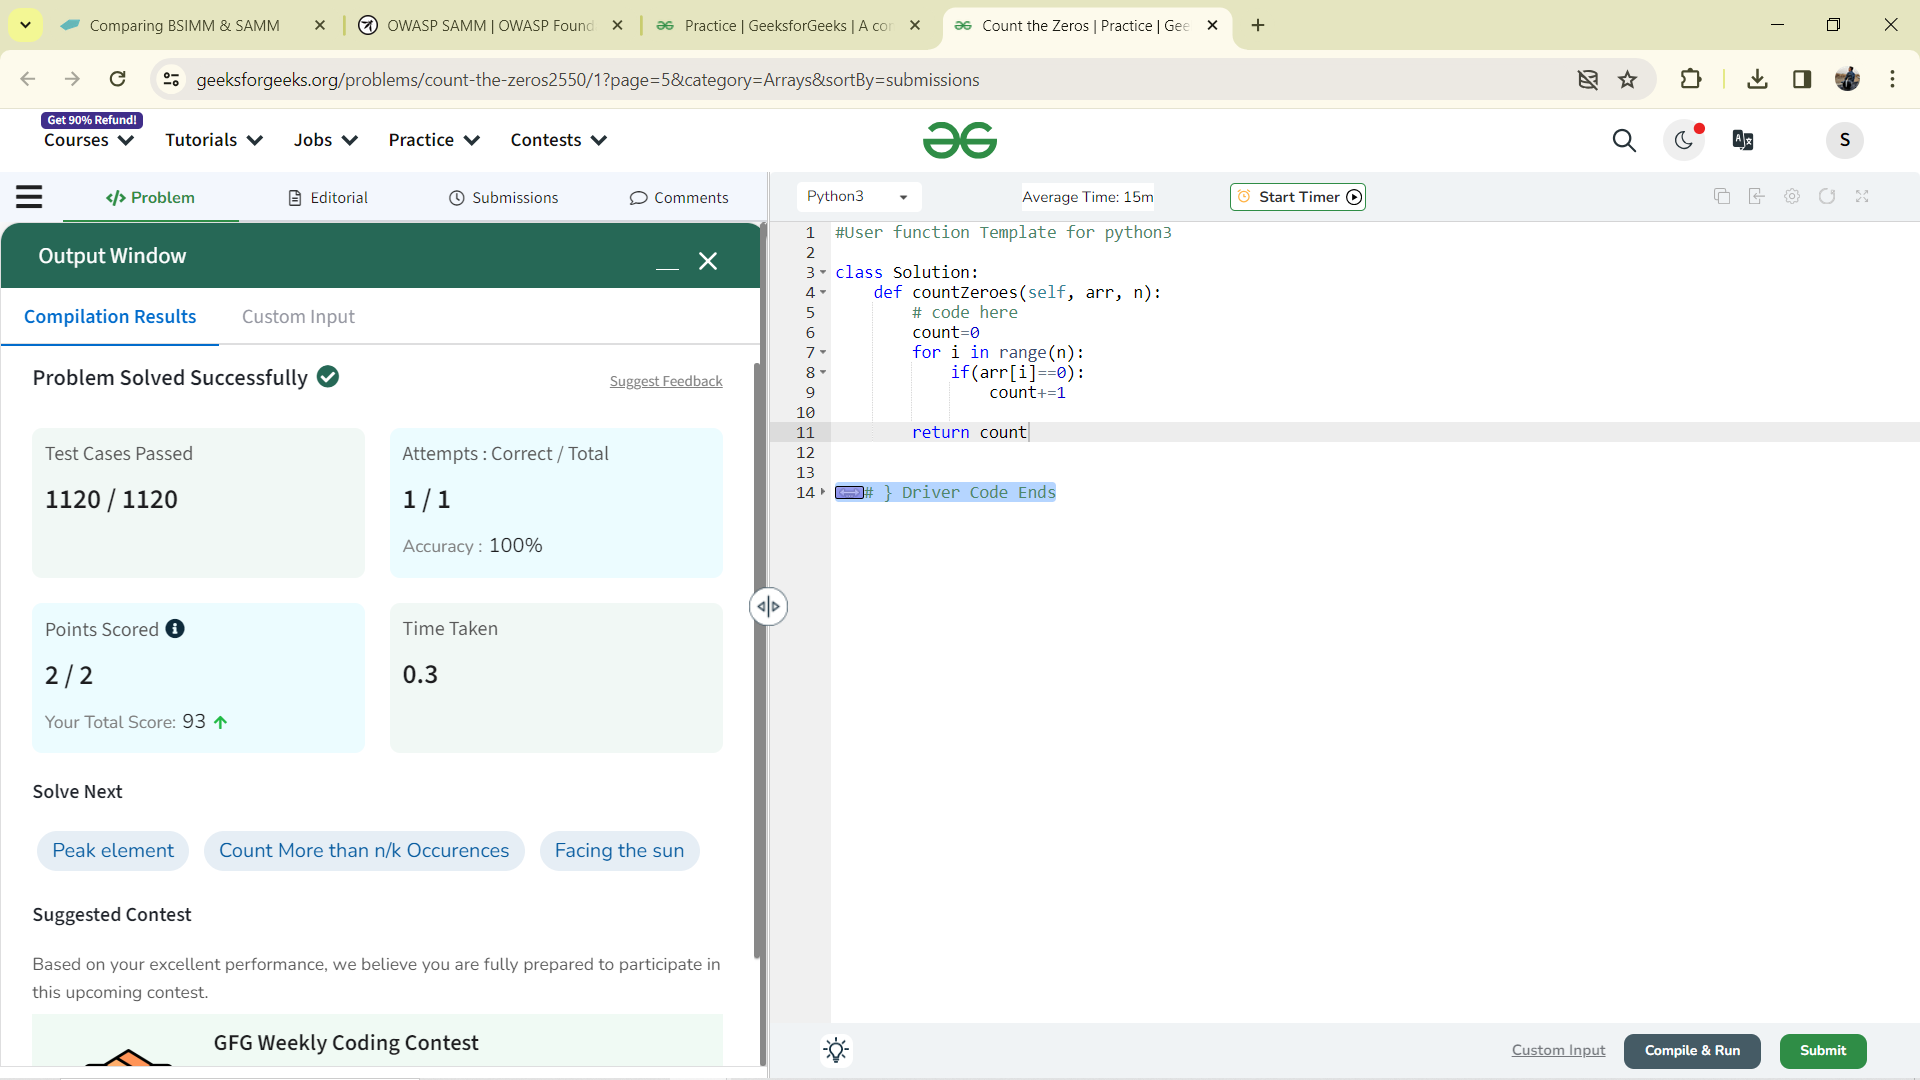 Comparing BSIMM & SAMM
OWASP SAMM | OWASP Found
Practice | GeeksforGeeks | A con
Count the Zeros | Practice | Gee
geeksforgeeks.org/problems/count-the-zeros2550/1?page=5&category=Arrays&sortBy=submissions
Get 90% Refund!
Courses
Tutorials
Jobs
Practice
Contests
S
Problem
Editorial
Submissions
Comments
Python3
Average Time: 15m
Start Timer
Output Window
Compilation Results
Custom Input
Problem Solved Successfully
Suggest Feedback
Test Cases Passed
1120 / 1120
Attempts : Correct / Total
1 / 1
Accuracy : 100%
Points Scored
2 / 2
Your Total Score: 93
Time Taken
0.3
Solve Next
Peak element
Count More than n/k Occurences
Facing the sun
Suggested Contest
Based on your excellent performance, we believe you are fully prepared to participate in
this upcoming contest.
GFG Weekly Coding Contest
1 #User function Template for python3
2
3 class Solution:
4     def countZeroes(self, arr, n):
5         # code here
6         count=0
7         for i in range(n):
8             if(arr[i]==0):
9                 count+=1
10
11         return count
12
13
14 # } Driver Code Ends
Custom Input
Compile & Run
Submit